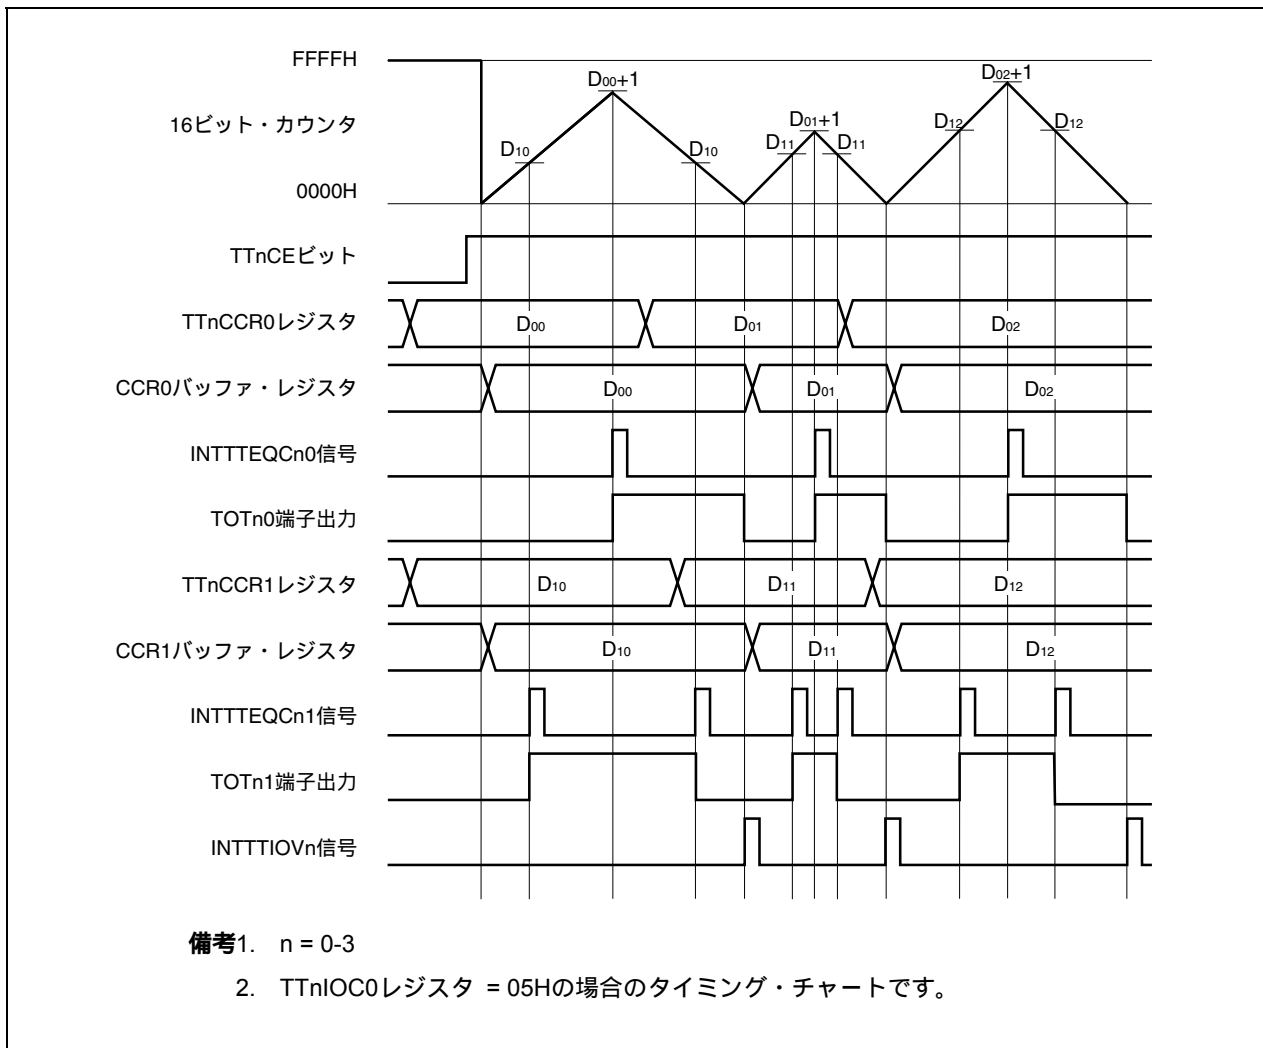 FFFFH
D00+1
D02+1
16ビット・カウンタ
D01+1
D10
D10
D11
D11
D12
D12
0000H
TTnCEビット
TTnCCR0レジスタ
D00
D01
D02
CCR0バッファ・レジスタ
D00
D01
D02
INTTTEQCn0信号
TOTn0端子出力
TTnCCR1レジスタ
D10
D11
D12
CCR1バッファ・レジスタ
D10
D11
D12
INTTTEQCn1信号
TOTn1端子出力
INTTTIOVn信号
備考1. n = 0-3
2. TTnIOC0レジスタ = 05Hの場合のタイミング・チャートです。